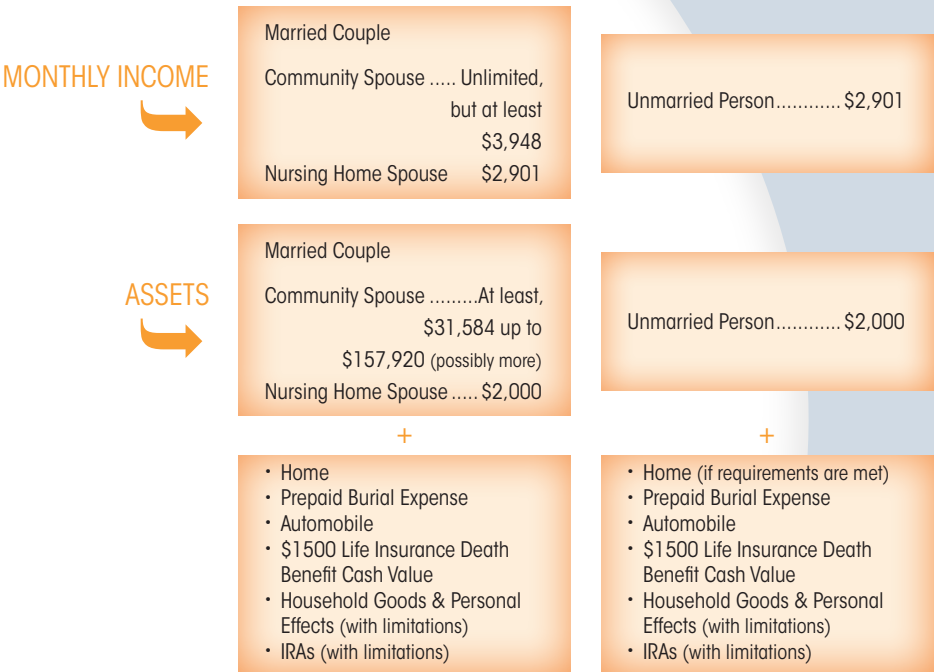 MONTHLY INCOME
Married Couple
Community Spouse ..... Unlimited,
but at least
$3,948
Nursing Home Spouse $2,901
Unmarried Person............ $2,901
ASSETS
Married Couple
Community Spouse .........At least,
$31,584 up to
$157,920 (possibly more)
Nursing Home Spouse ..... $2,000
Unmarried Person............ $2,000
+
• Home
• Prepaid Burial Expense
• Automobile
• $1500 Life Insurance Death
Benefit Cash Value
• Household Goods & Personal
Effects (with limitations)
• IRAs (with limitations)
+
• Home (if requirements are met)
• Prepaid Burial Expense
• Automobile
• $1500 Life Insurance Death
Benefit Cash Value
• Household Goods & Personal
Effects (with limitations)
• IRAs (with limitations)